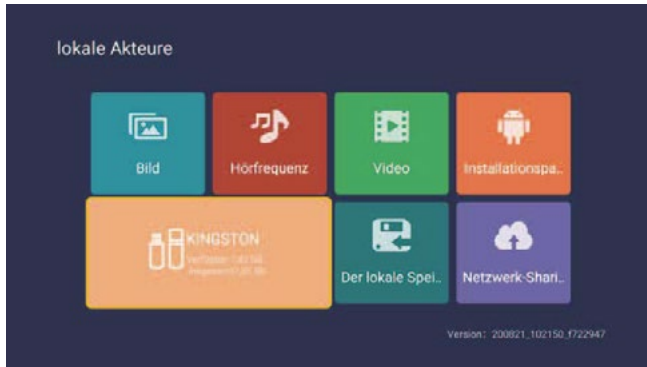 lokale Akteure
Bild
Hörfrequenz
Video
Installationspa..
KINGSTON
Der lokale Spei..
Netzwerk-Shari..
Version: 200821_102150_f722947